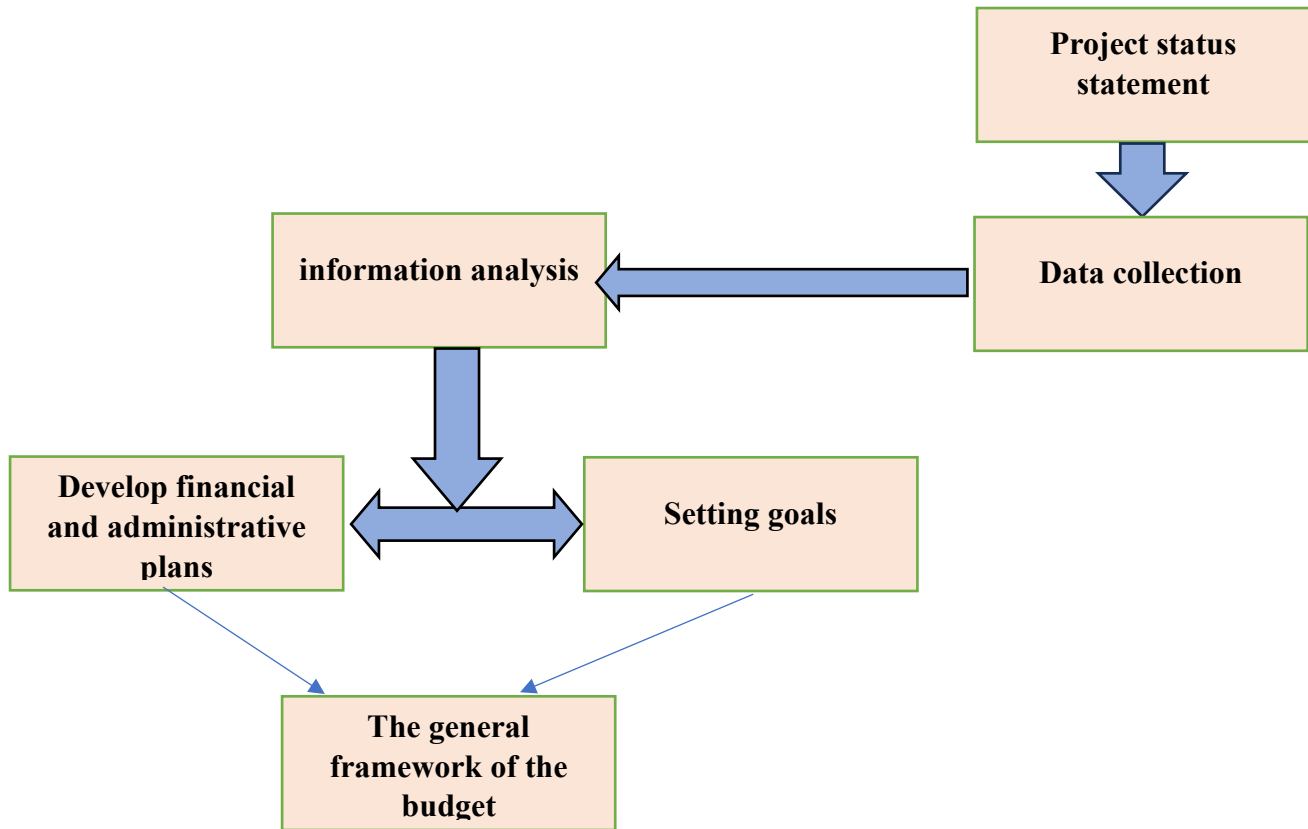 Project status
statement
Data collection
information analysis
Develop financial
and administrative
plans
Setting goals
The general
framework of the
budget